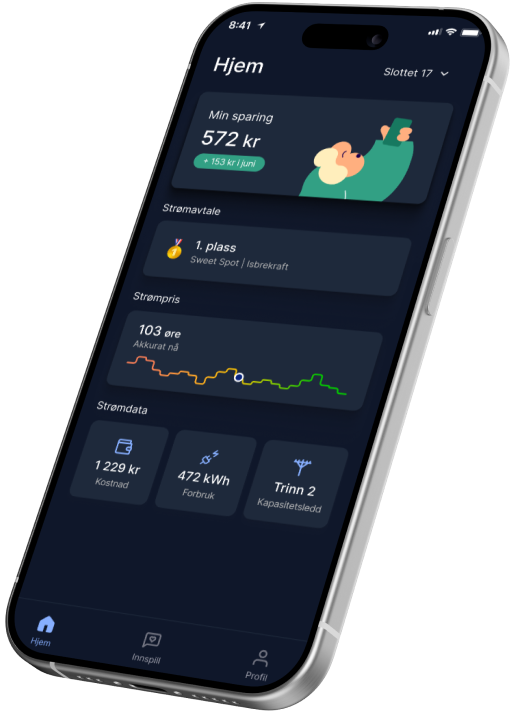 8:41
Hjem
Slottet 17
Min sparing
572 kr
+ 153 kr i juni
Strømavtale
1
1. plass
Sweet Spot | Isbrekraft
Strømpris
103 øre
Akkurat nå
Strømdata
1 229 kr
Kostnad
472 kWh
Forbruk
Trinn 2
Kapasitetsledd
Hjem
Innspill
Profil